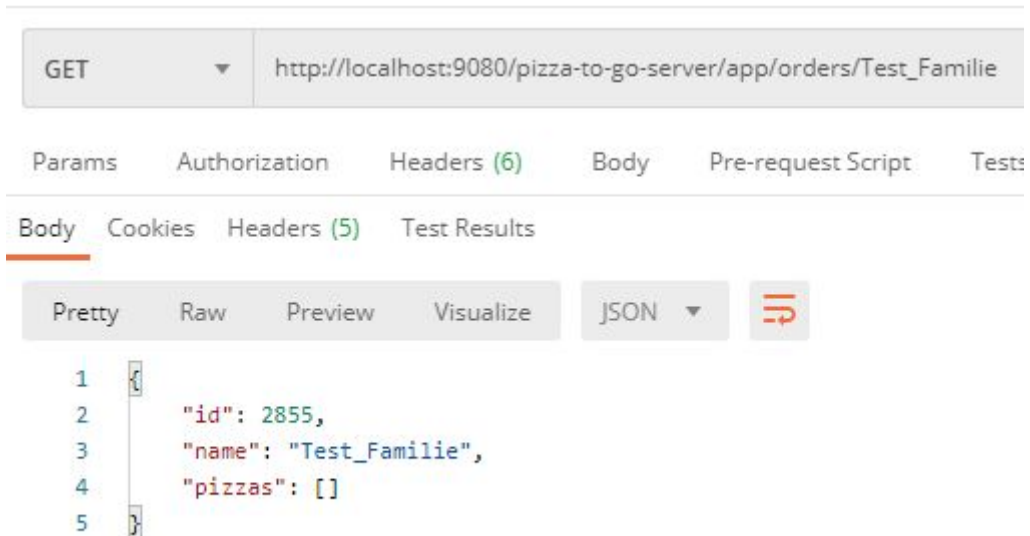 GET http://localhost:9080/pizza-to-go-server/app/orders/Test_Familie
Params Authorization Headers (6) Body Pre-request Script Tests
Body Cookies Headers (5) Test Results
Pretty Raw Preview Visualize JSON
1 {
2 "id": 2855,
3 "name": "Test_Familie",
4 "pizzas": []
5 }